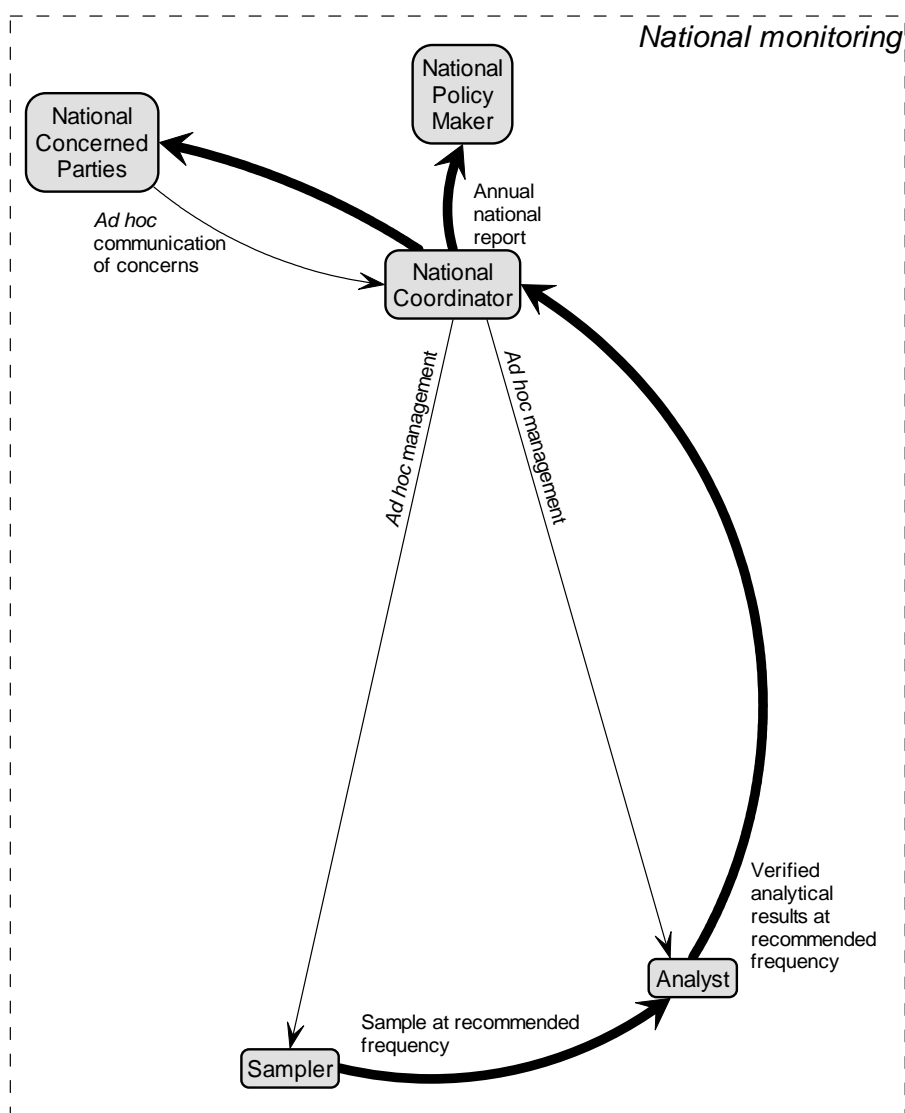 National monitoring
National
Policy
Maker
National
Concerned
Parties
Annual
national
report
Ad hoc
communication
of concerns
National
Coordinator
Ad hoc management
Ad hoc management
Verified
analytical
results at
recommended
frequency
Analyst
Sample at recommended
frequency
Sampler